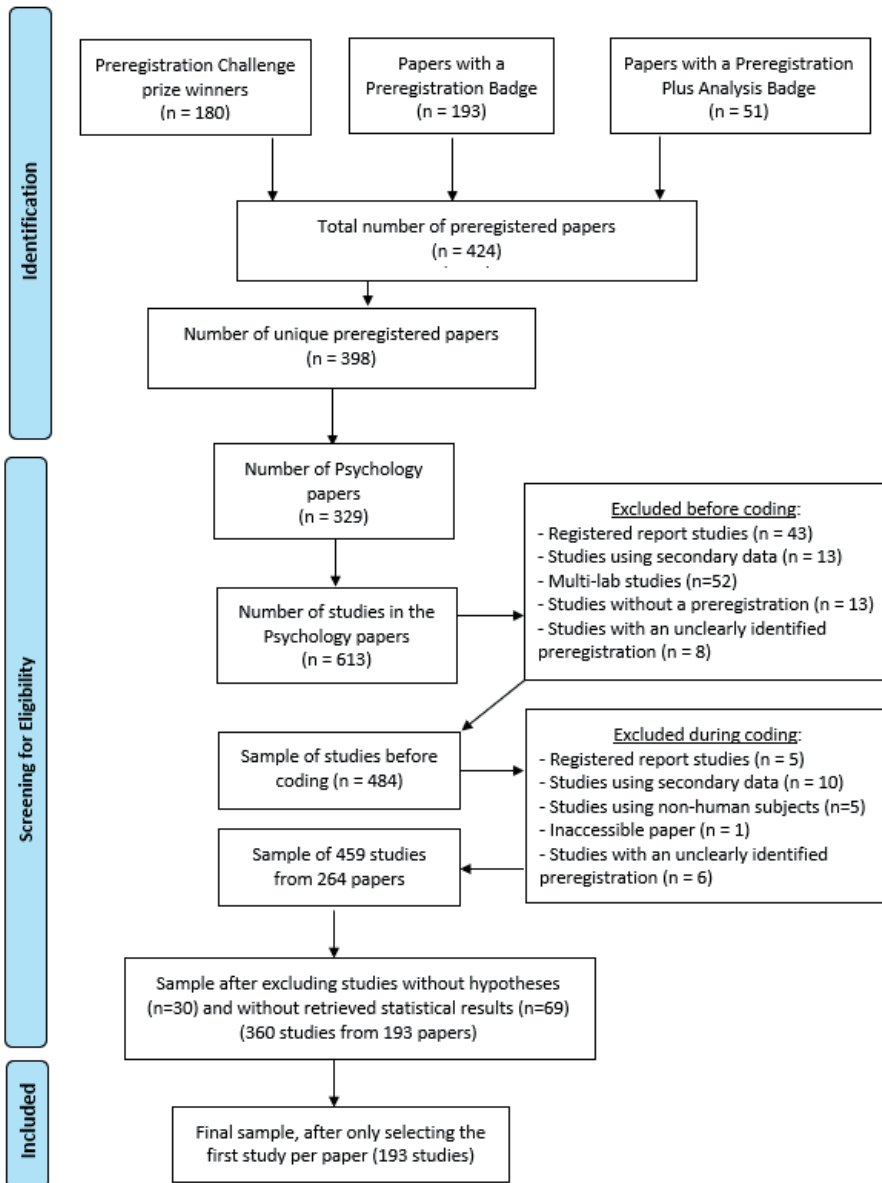 Identification
Preregistration Challenge
prize winners
(n = 180)
Papers with a
Preregistration Badge
(n = 193)
Papers with a Preregistration
Plus Analysis Badge
(n = 51)
Total number of preregistered papers
(n = 424)
Number of unique preregistered papers
(n = 398)
Screening for Eligibility
Number of Psychology
papers
(n = 329)
Number of studies in the
Psychology papers
(n = 613)
Excluded before coding:
- Registered report studies (n = 43)
- Studies using secondary data (n = 13)
- Multi-lab studies (n=52)
- Studies without a preregistration (n = 13)
- Studies with an unclearly identified
preregistration (n = 8)
Sample of studies before
coding (n = 484)
Excluded during coding:
- Registered report studies (n = 5)
- Studies using secondary data (n = 10)
- Studies using non-human subjects (n=5)
- Inaccessible paper (n = 1)
- Studies with an unclearly identified
preregistration (n = 6)
Sample of 459 studies
from 264 papers
Sample after excluding studies without hypotheses
(n=30) and without retrieved statistical results (n=69)
(360 studies from 193 papers)
Included
Final sample, after only selecting the
first study per paper (193 studies)